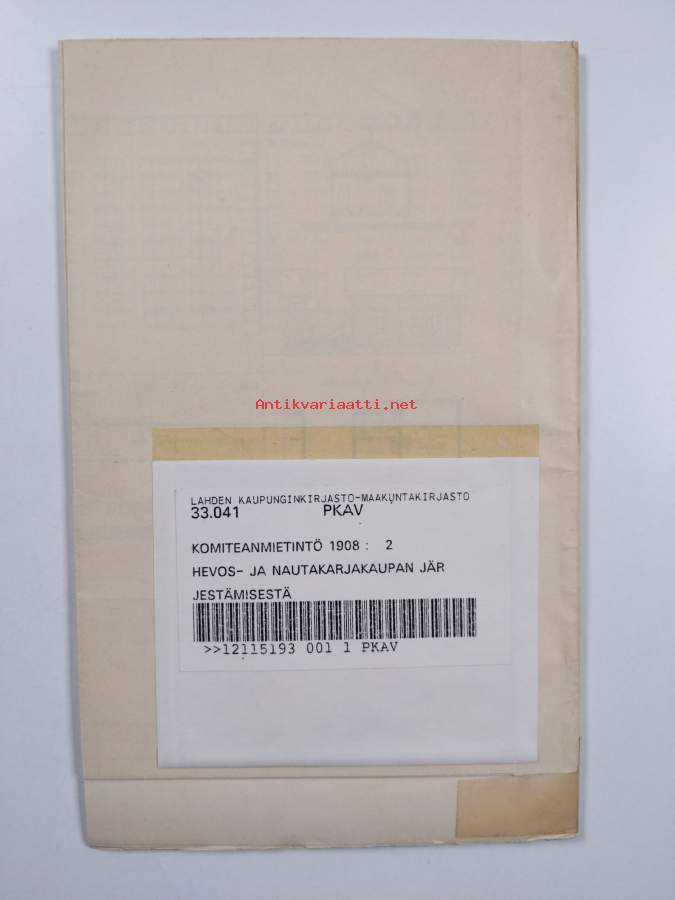 Antikvariaatti.net
LAHDEN KAUPUNGINKIRJASTO-MAAKUNTAKIRJASTO
33.041 PKAV
KOMITEANMIETINTÖ 1908 : 2
HEVOS- JA NAUTAKARJAKAUPAN JÄR
JESTÄMISESTÄ
>>12115193 001 1 PKAV